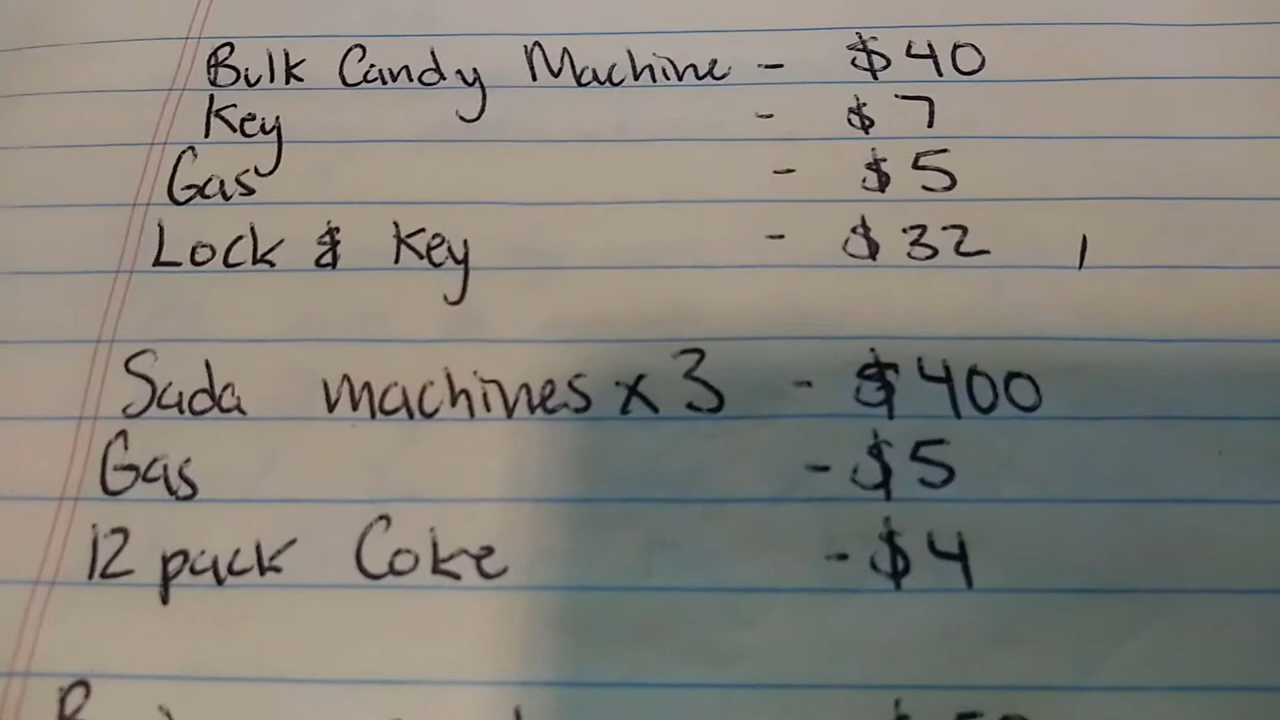 Bulk Candy Machine - $40
Key - $7
Gas - $5
Lock & Key - $32
Soda machines x 3 - $400
Gas - $5
12 pack Coke - $4